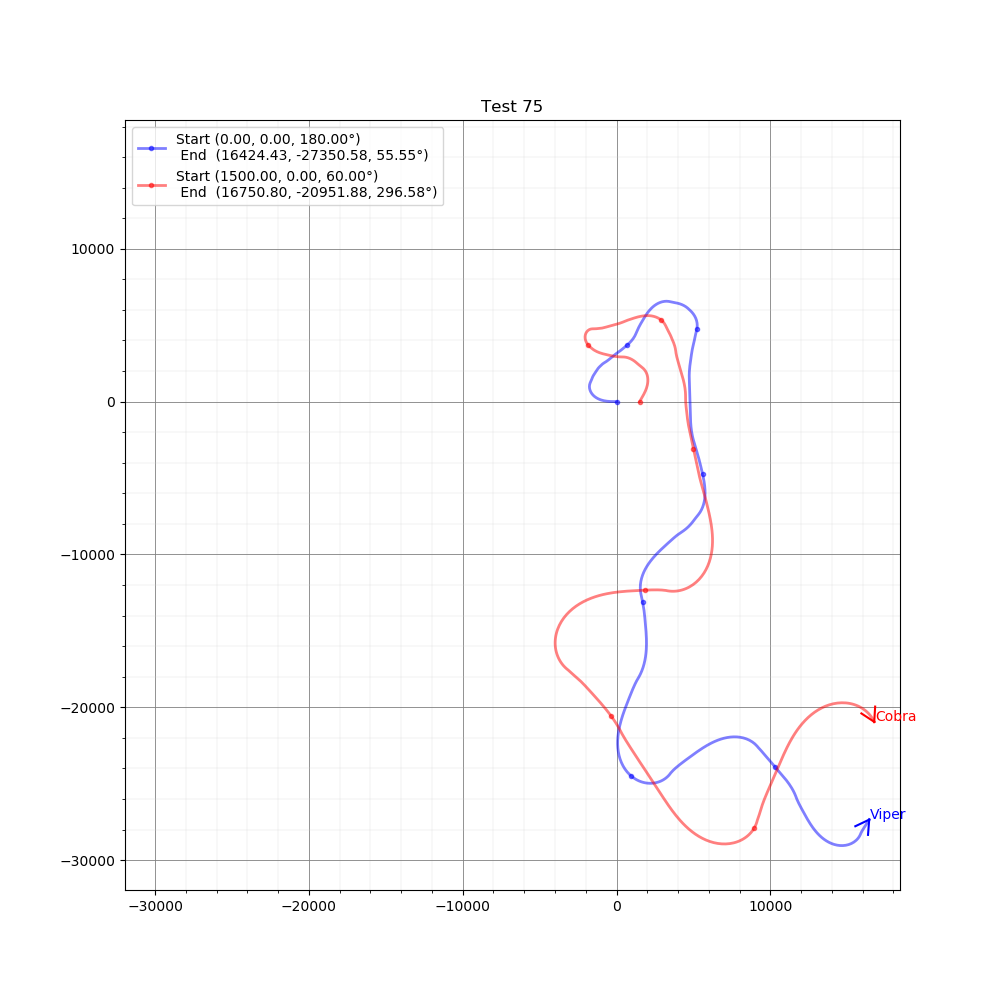 Test 75
Start (0.00, 0.00, 180.00°)
End (16424.43, -27350.58, 55.55°)
Start (1500.00, 0.00, 60.00°)
End (16750.80, -20951.88, 296.58°)
10000
0
−10000
−20000
−30000
Cobra
Viper
−30000
−20000
−10000
0
10000